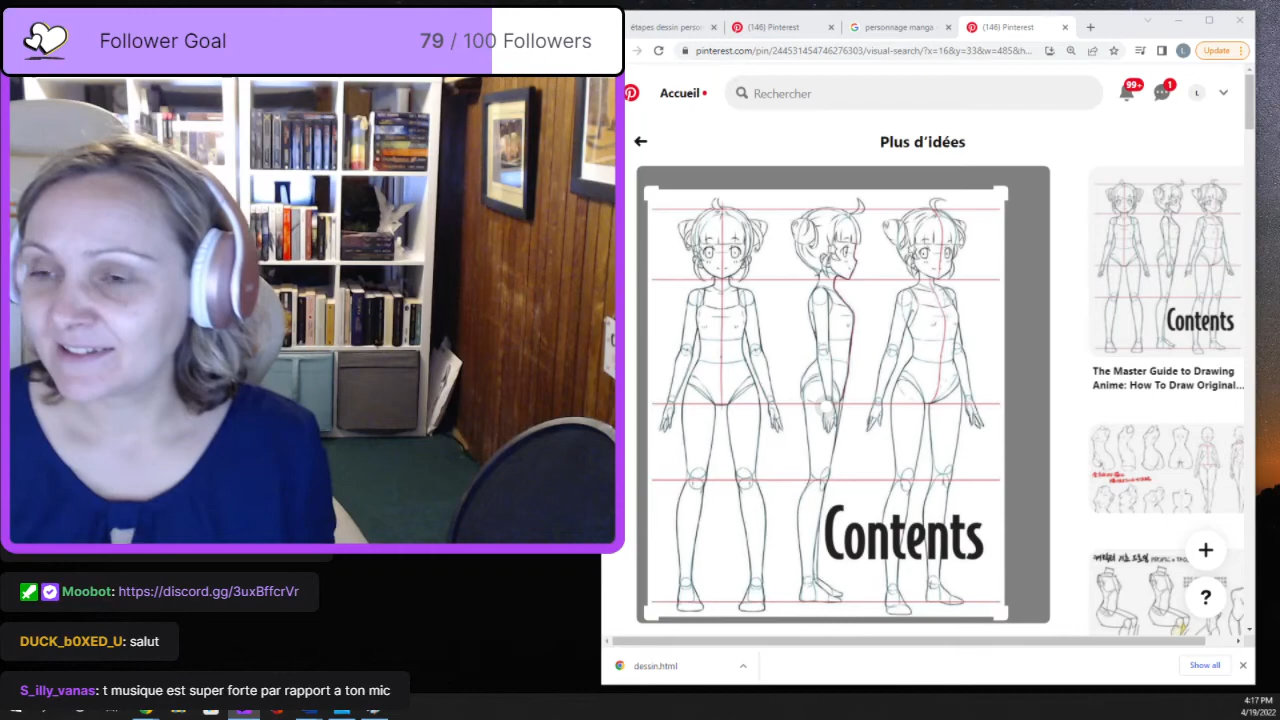 Follower Goal 79 / 100 Followers
étapes dessin perso
(146) Pinterest
personnage manga
(146) Pinterest
pinterest.com/pin/244531454746276303/visual-search/?x=16&y=33&w=485&h...
Update
Accueil
Rechercher
99+
1
L
Plus d'idées
Contents
Contents
The Master Guide to Drawing
Anime: How To Draw Original...
+
?
Moobot: https://discord.gg/3uxBffcrVr
DUCK_b0XED_U: salut
S_illy_vanas: t musique est super forte par rapport a ton mic
dessin.html
Show all
4:17 PM
4/19/2022